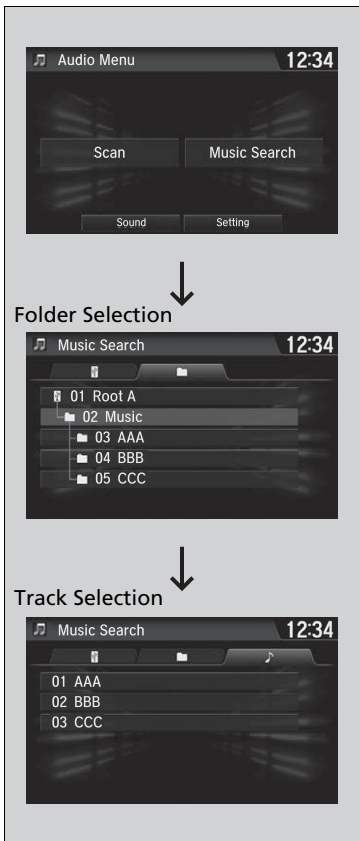 Audio Menu 12:34
Scan Music Search
Sound Setting
Folder Selection
Music Search 12:34
01 Root A
02 Music
03 AAA
04 BBB
05 CCC
Track Selection
Music Search 12:34
01 AAA
02 BBB
03 CCC